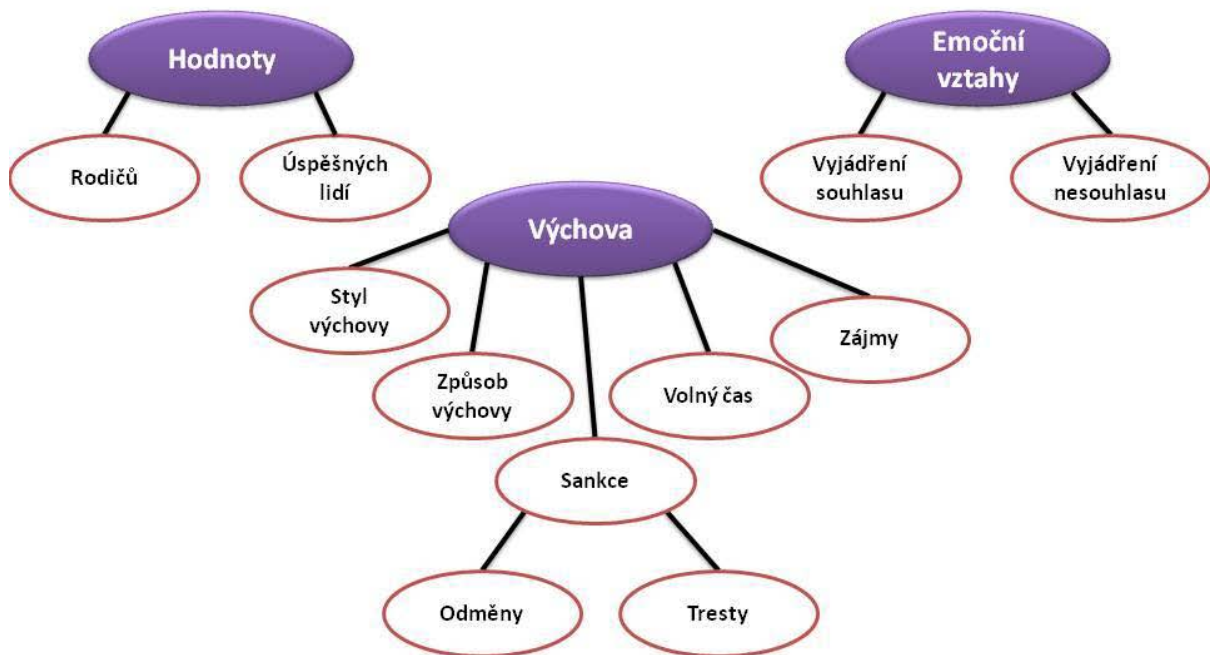 Hodnoty
Rodičů
Úspěšných
lidí
Emoční
vztahy
Vyjádření
souhlasu
Vyjádření
nesouhlasu
Výchova
Styl
výchovy
Způsob
výchovy
Sankce
Volný čas
Zájmy
Odměny
Tresty